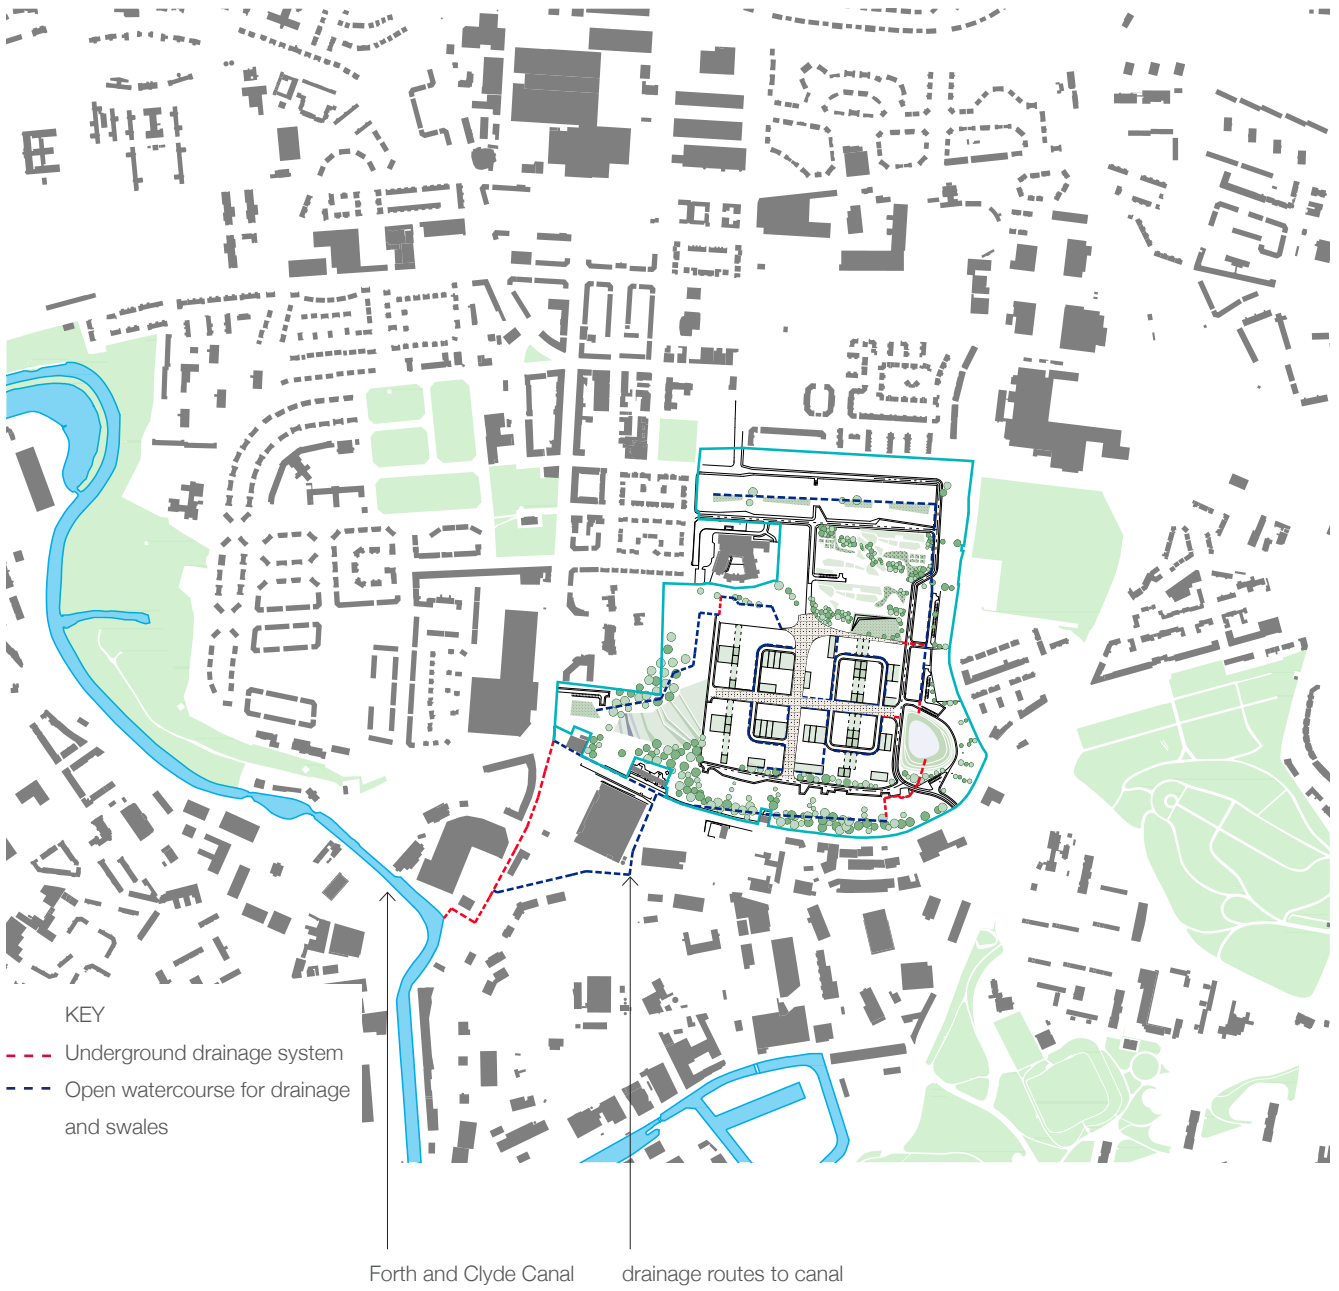 KEY
Underground drainage system
Open watercourse for drainage
and swales
Forth and Clyde Canal
drainage routes to canal